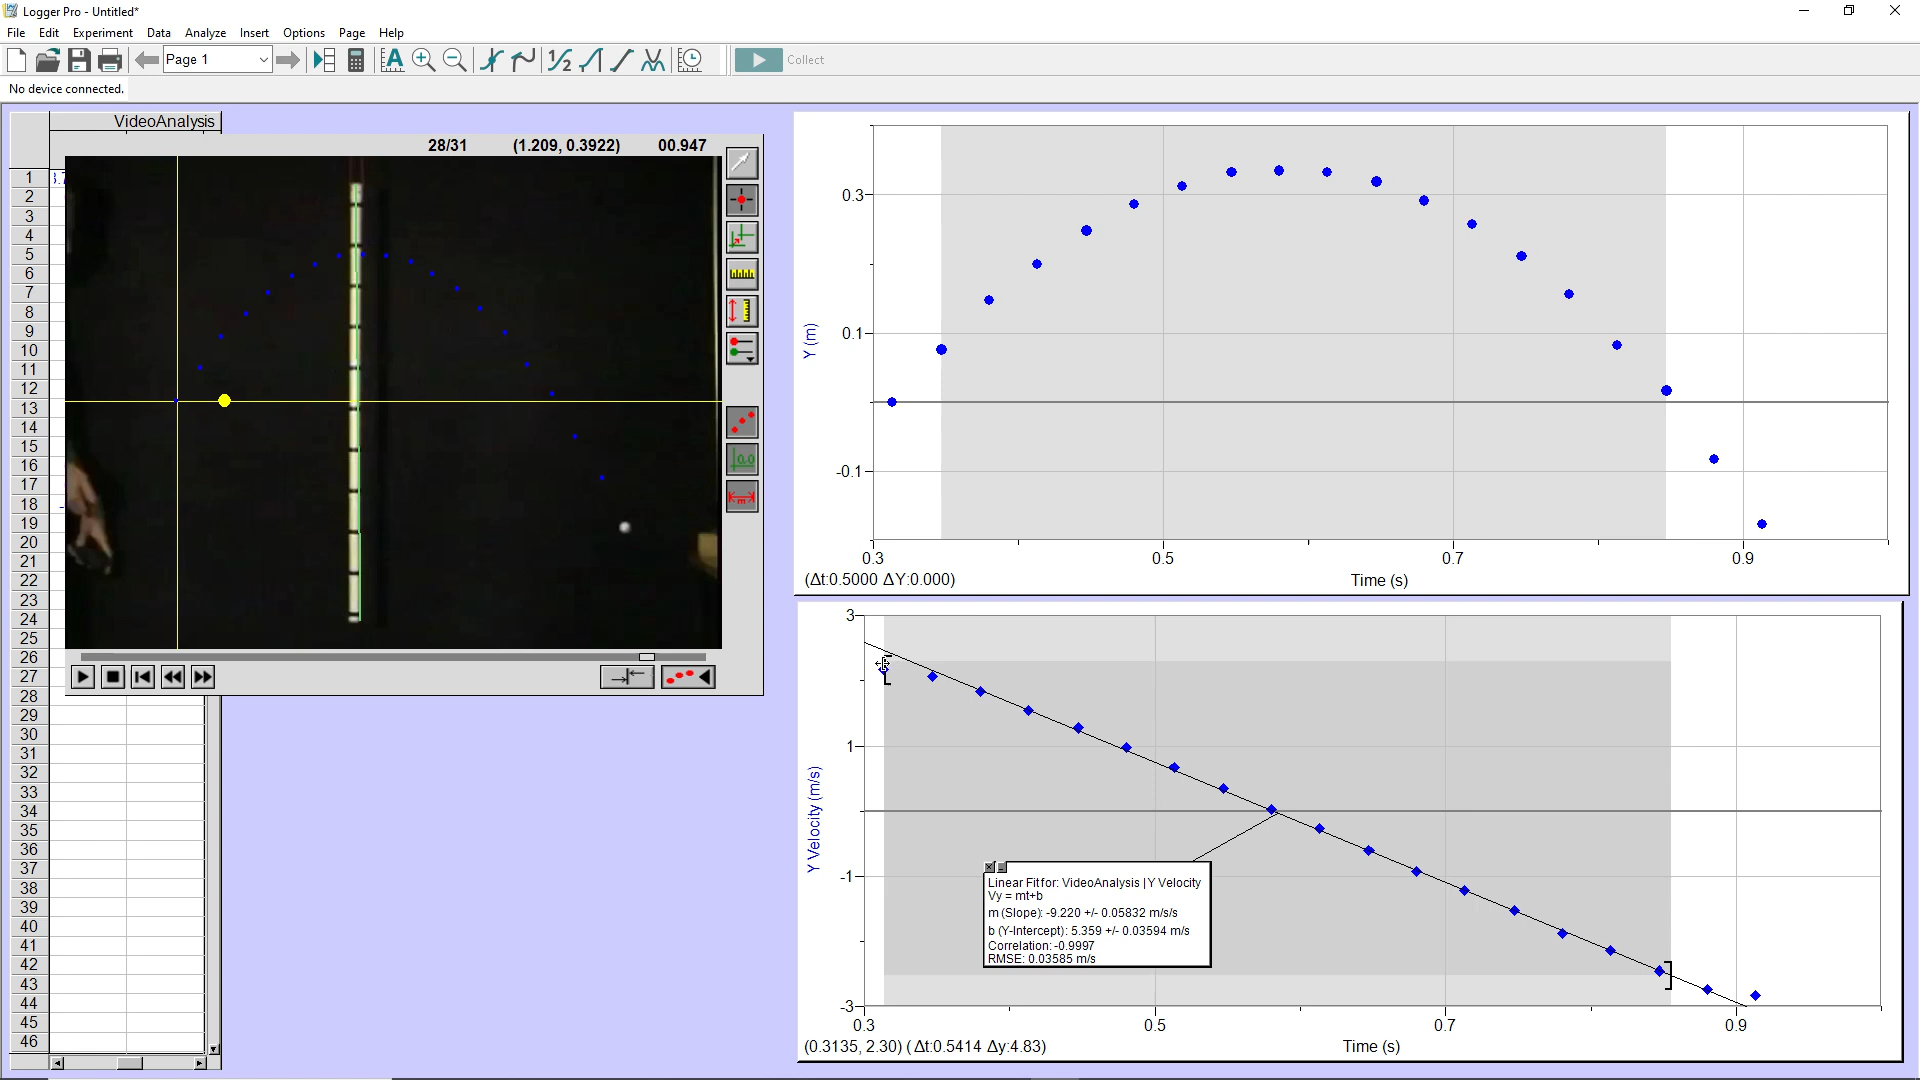 Logger Pro - Untitled*
File Edit Experiment Data Analyze Insert Options Page Help
Page 1
Collect
No device connected.
VideoAnalysis
28/31 (1.209, 0.3922) 00.947
1
2
3
4
5
6
7
8
9
10
11
12
13
14
15
16
17
18
19
20
21
22
23
24
25
26
27
28
29
30
31
32
33
34
35
36
37
38
39
40
41
42
43
44
45
46
Y (m)
0.3
0.1
-0.1
0.3 0.5 0.7 0.9
(Δt:0.5000 ΔY:0.000)
Time (s)
Y Velocity (m/s)
3
1
-1
-3
Linear Fit for: VideoAnalysis | Y Velocity
Vy = mt+b
m (Slope): -9.220 +/- 0.05832 m/s/s
b (Y-Intercept): 5.359 +/- 0.03594 m/s
Correlation: -0.9997
RMSE: 0.03585 m/s
0.3 0.5 0.7 0.9
(0.3135, 2.30) (Δt:0.5414 Δy:4.83)
Time (s)